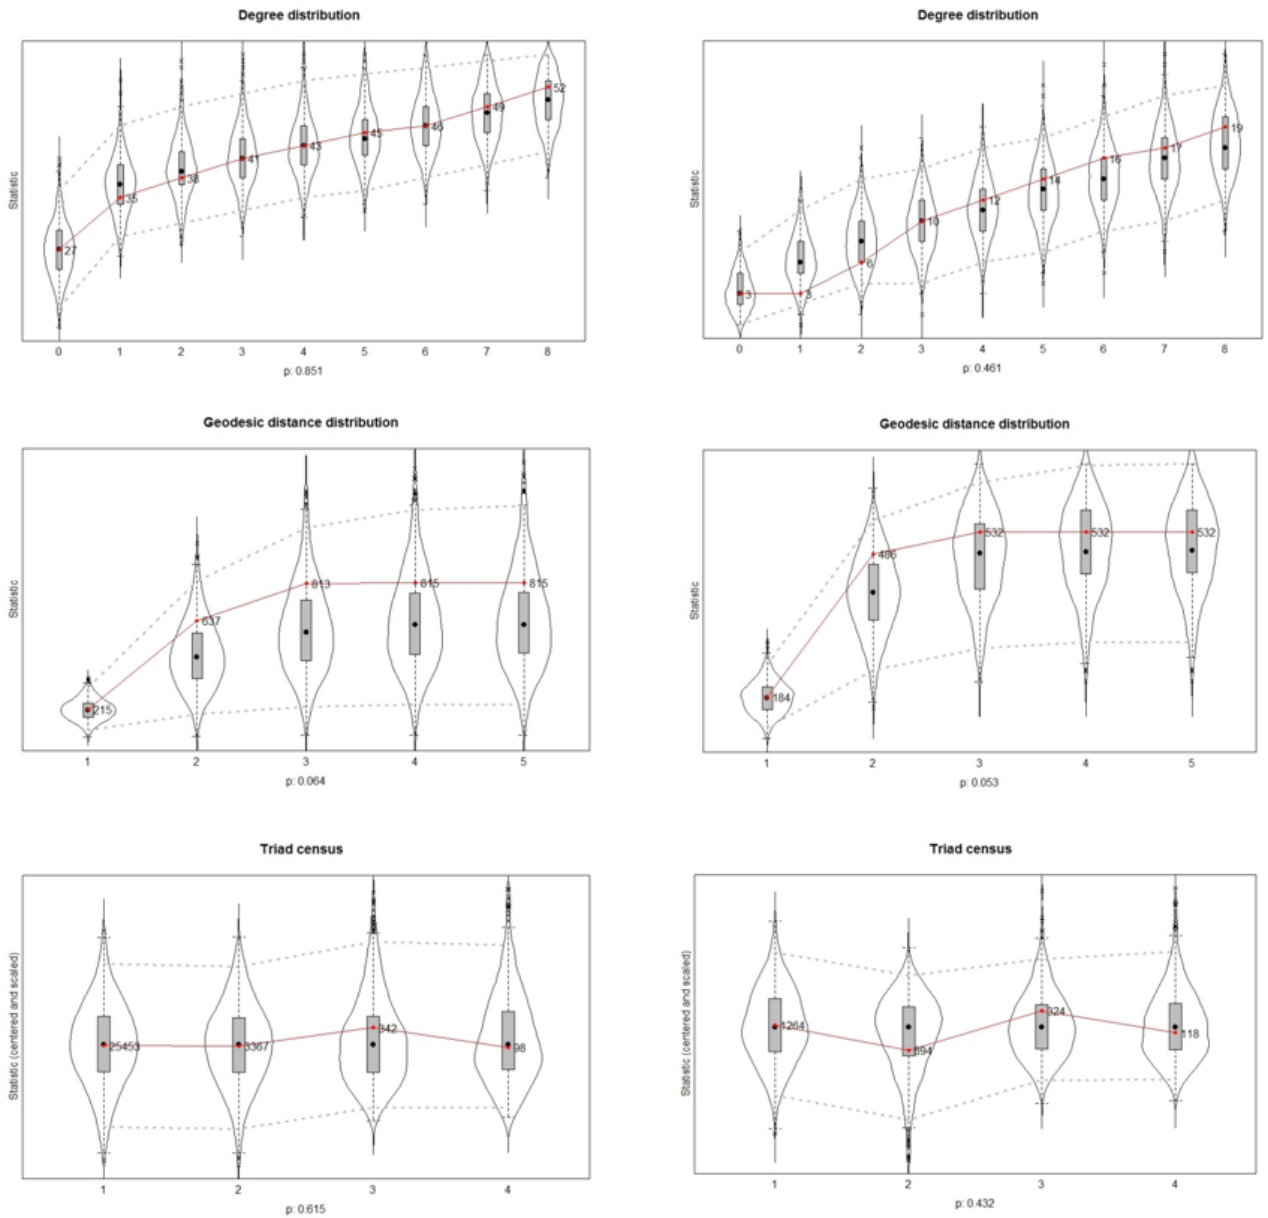 Degree distribution
Statistic
27
35
38
41
43
45
46
49
52
0 1 2 3 4 5 6 7 8
p: 0.851
Degree distribution
Statistic
3
3
6
10
12
14
16
17
19
0 1 2 3 4 5 6 7 8
p: 0.461
Geodesic distance distribution
Statistic
215
637
813
815
815
1 2 3 4 5
p: 0.064
Geodesic distance distribution
Statistic
184
486
532
532
532
1 2 3 4 5
p: 0.053
Triad census
Statistic (centered and scaled)
25453
3367
342
98
1 2 3 4
p: 0.615
Triad census
Statistic (centered and scaled)
1264
894
324
118
1 2 3 4
p: 0.432